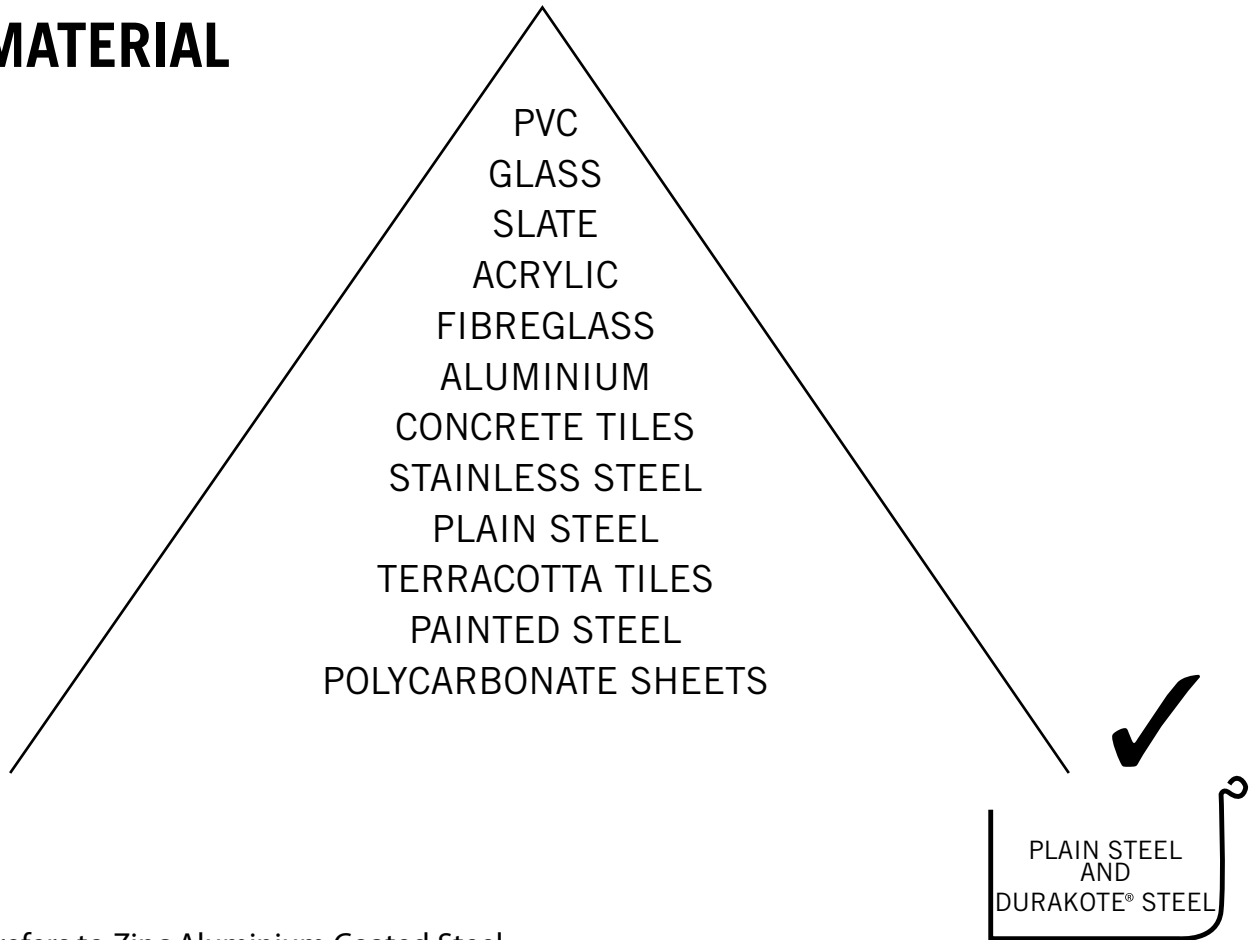 MATERIAL
PVC
GLASS
SLATE
ACRYLIC
FIBREGLASS
ALUMINIUM
CONCRETE TILES
STAINLESS STEEL
PLAIN STEEL
TERRACOTTA TILES
PAINTED STEEL
POLYCARBONATE SHEETS
PLAIN STEEL
AND
DURAKOTE® STEEL
refers to Zinc Aluminium Coated Steel